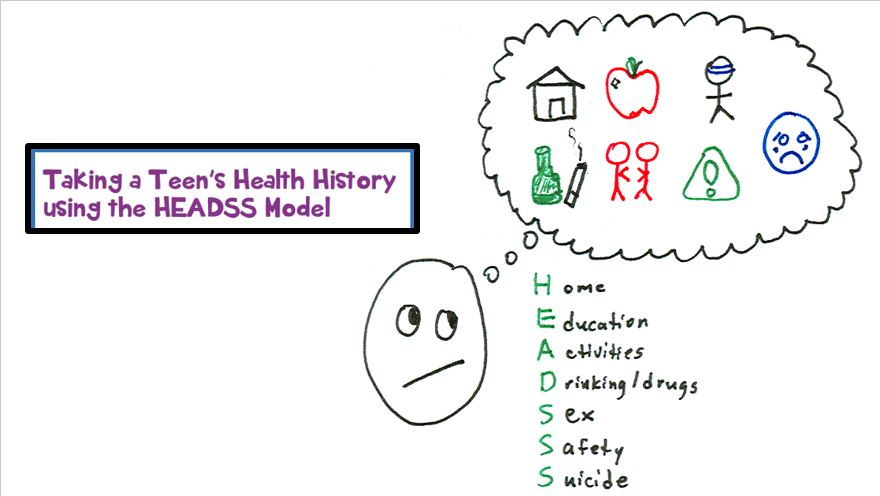 Taking a Teen's Health History
using the HEADSS Model
Home
Education
Activities
Drinking/drugs
Sex
Safety
Suicide